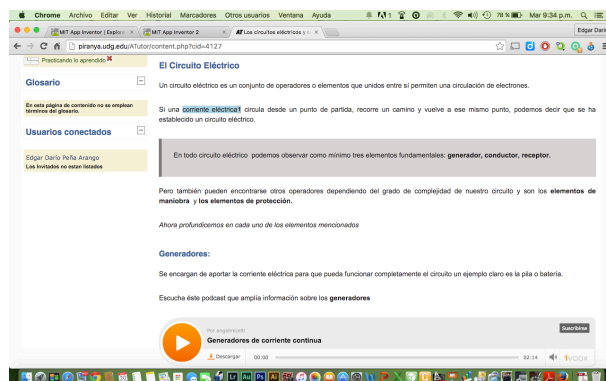 Chrome Archivo Editar Ver Historial Marcadores Otros usuarios Ventana Ayuda
78 % Mar 9:34 p.m.
MIT App Inventor | Explore
MIT App Inventor 2
Los circuitos eléctricos y
Edgar Darío
piranya.udg.edu/ATutor/content.php?cid=4127
Practicando lo aprendido
Glosario
En esta página de contenido no se emplean
términos del glosario.
Usuarios conectados
Edgar Darío Peña Arango
Los Invitados no estan listados
El Circuito Eléctrico
Un circuito eléctrico es un conjunto de operadores o elementos que unidos entre sí permiten una circulación de electrones.
Si una corriente eléctrica1 circula desde un punto de partida, recorre un camino y vuelve a ese mismo punto, podemos decir que se ha
establecido un circuito eléctrico.
En todo circuito eléctrico podemos observar como mínimo tres elementos fundamentales: generador, conductor, receptor.
Pero también pueden encontrarse otros operadores dependiendo del grado de complejidad de nuestro circuito y son los elementos de
maniobra y los elementos de protección.
Ahora profundicemos en cada uno de los elementos mencionados
Generadores:
Se encargan de aportar la corriente eléctrica para que pueda funcionar completamente el circuito un ejemplo claro es la pila o batería.
Escucha éste podcast que amplia información sobre los generadores
Por angelreneti
Generadores de corriente continua
Suscribirse
Descargar 00:00 02:14 iVOOX